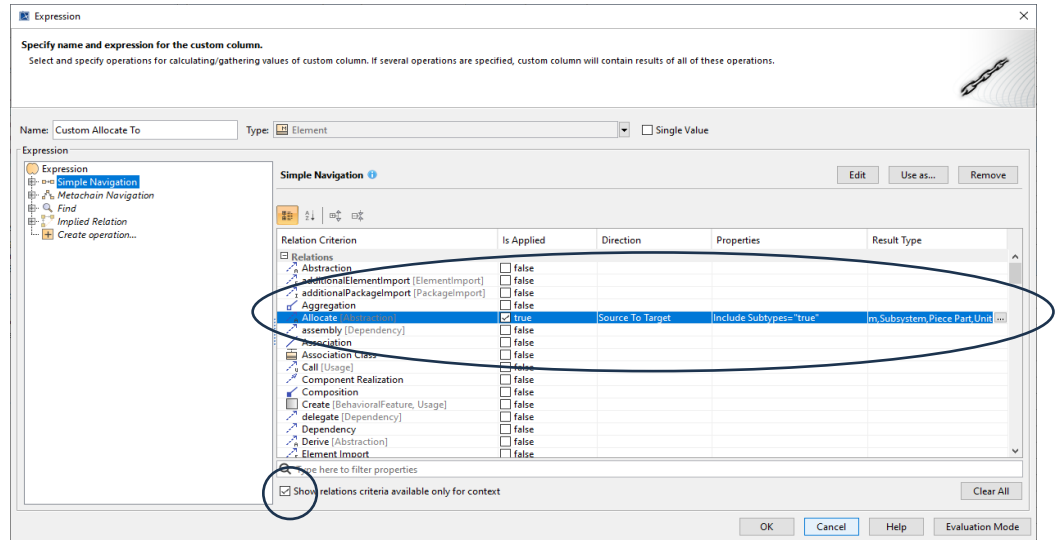 Expression
Specify name and expression for the custom column.
Select and specify operations for calculating/gathering values of custom column. If several operations are specified, custom column will contain results of all of these operations.
Name: Custom Allocate To Type: Element Single Value
Expression
Expression
Simple Navigation
Metachain Navigation
Find
Implied Relation
Create operation...
Simple Navigation Edit Use as... Remove
Relation Criterion Is Applied Direction Properties Result Type
Relations
Abstraction false
additionalElementImport [ElementImport] false
additionalPackageImport [PackageImport] false
Aggregation false
Allocate [Abstraction] true Source To Target Include Subtypes="true" m,Subsystem,Piece Part,Unit ...
assembly [Dependency] false
Association false
Association Class false
Call [Usage] false
Component Realization false
Composition false
Create [BehavioralFeature, Usage] false
delegate [Dependency] false
Dependency false
Derive [Abstraction] false
Element Import false
Type here to filter properties
Show relations criteria available only for context Clear All
OK Cancel Help Evaluation Mode